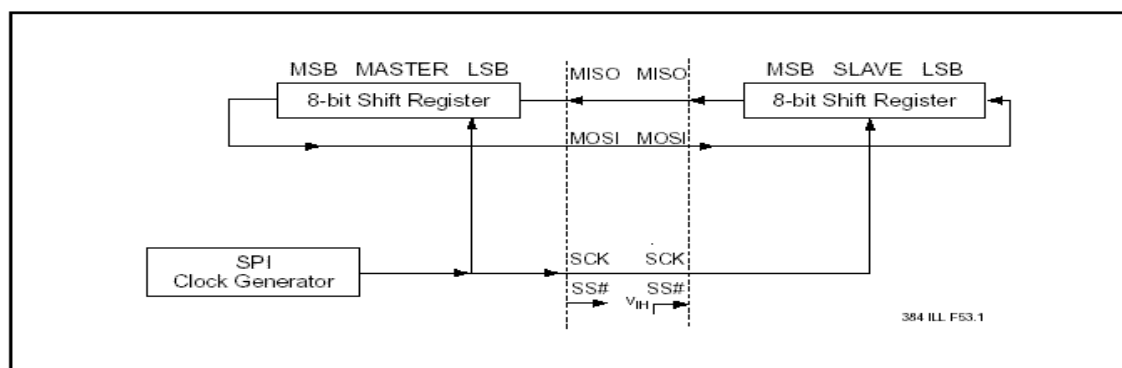 MSB MASTER LSB
MISO MISO
MSB SLAVE LSB
8-bit Shift Register
8-bit Shift Register
MOSI MOSI
SPI
Clock Generator
SCK SCK
SS# SS#
VIH
384 ILL F53.1